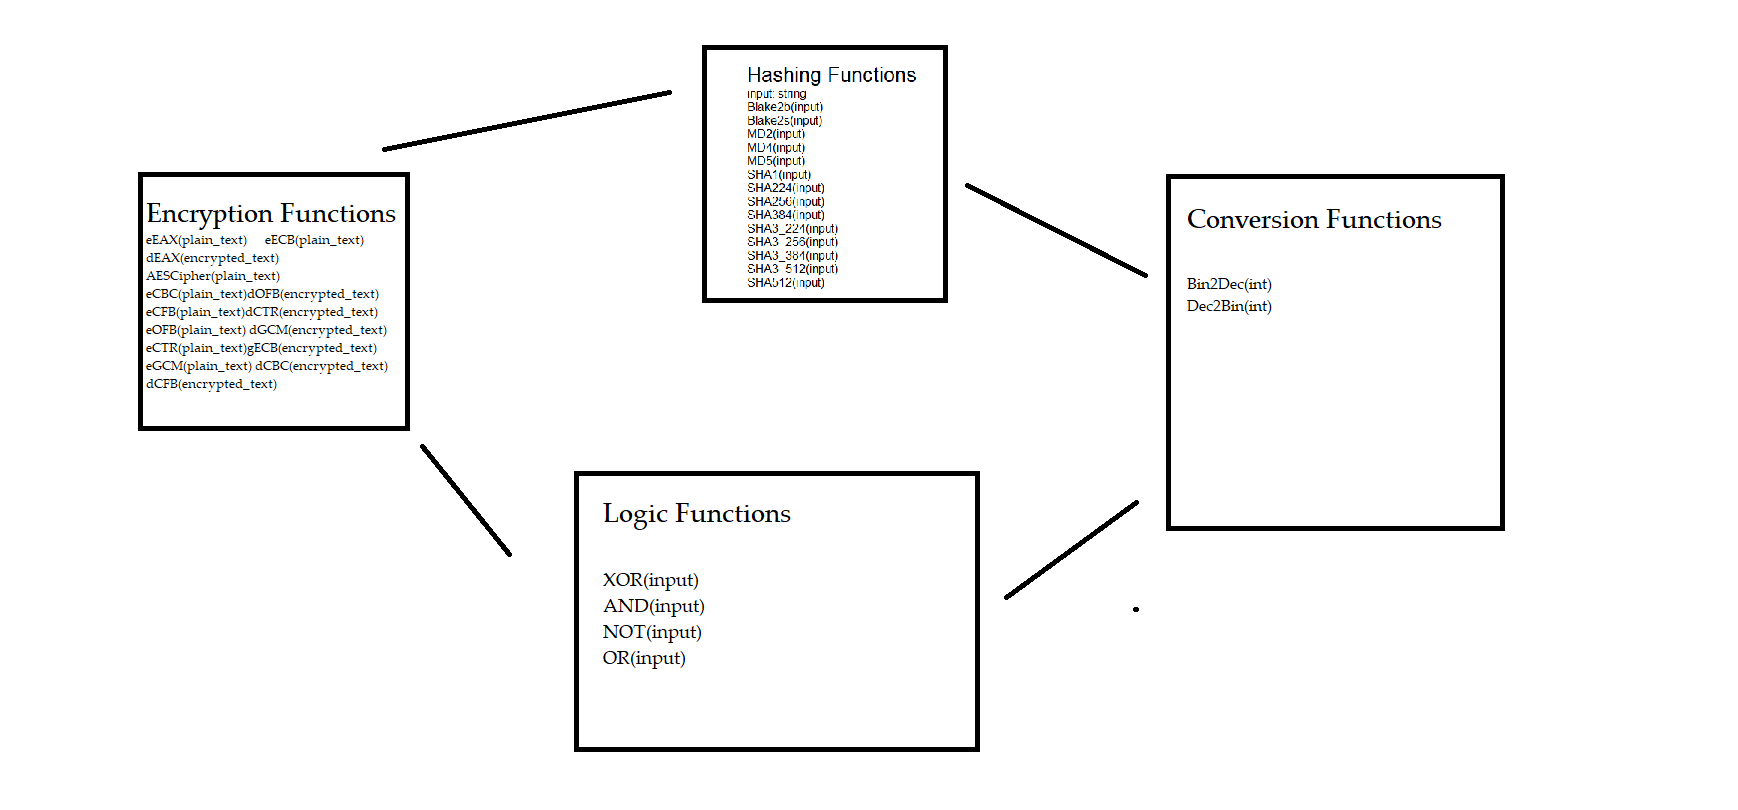 Hashing Functions
input: string
Blake2b(input)
Blake2s(input)
MD2(input)
MD4(input)
MD5(input)
SHA1(input)
SHA224(input)
SHA256(input)
SHA384(input)
SHA3_224(input)
SHA3_256(input)
SHA3_384(input)
SHA3_512(input)
SHA512(input)
Encryption Functions
eEAX(plain_text) eECB(plain_text)
dEAX(encrypted_text)
AESCipher(plain_text)
eCBC(plain_text)dOFB(encrypted_text)
eCFB(plain_text)dCTR(encrypted_text)
eOFB(plain_text) dGCM(encrypted_text)
eCTR(plain_text)gECB(encrypted_text)
eGCM(plain_text) dCBC(encrypted_text)
dCFB(encrypted_text)
Conversion Functions
Bin2Dec(int)
Dec2Bin(int)
Logic Functions
XOR(input)
AND(input)
NOT(input)
OR(input)